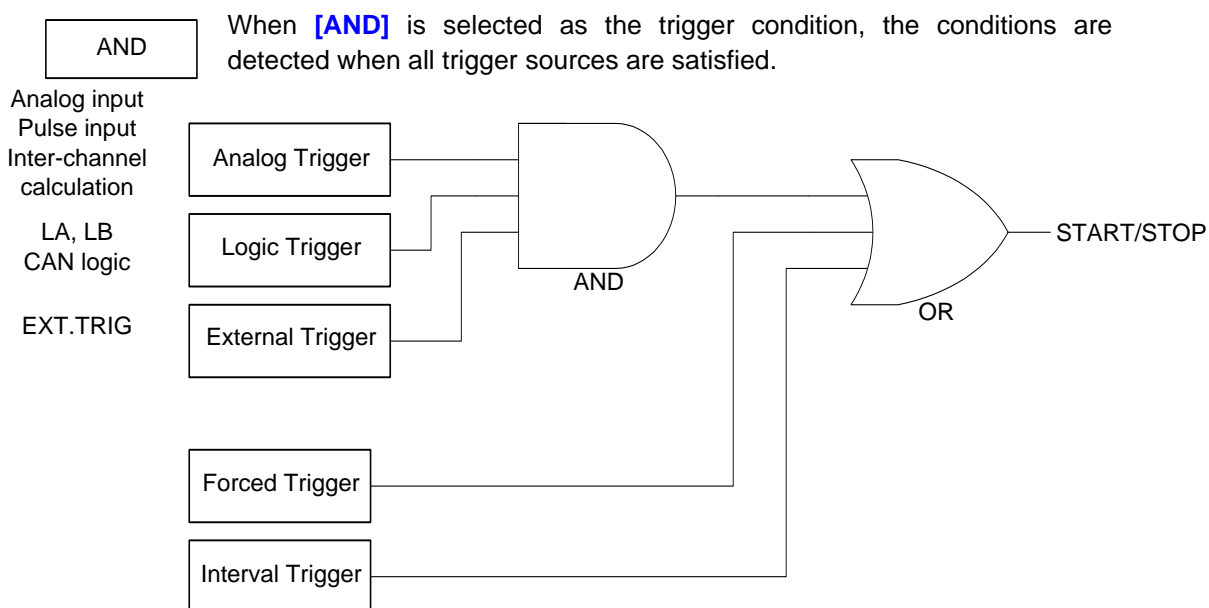 AND
When [AND] is selected as the trigger condition, the conditions are
detected when all trigger sources are satisfied.
Analog input
Pulse input
Inter-channel
calculation
Analog Trigger
LA, LB
CAN logic
Logic Trigger
EXT.TRIG
External Trigger
AND
START/STOP
OR
Forced Trigger
Interval Trigger